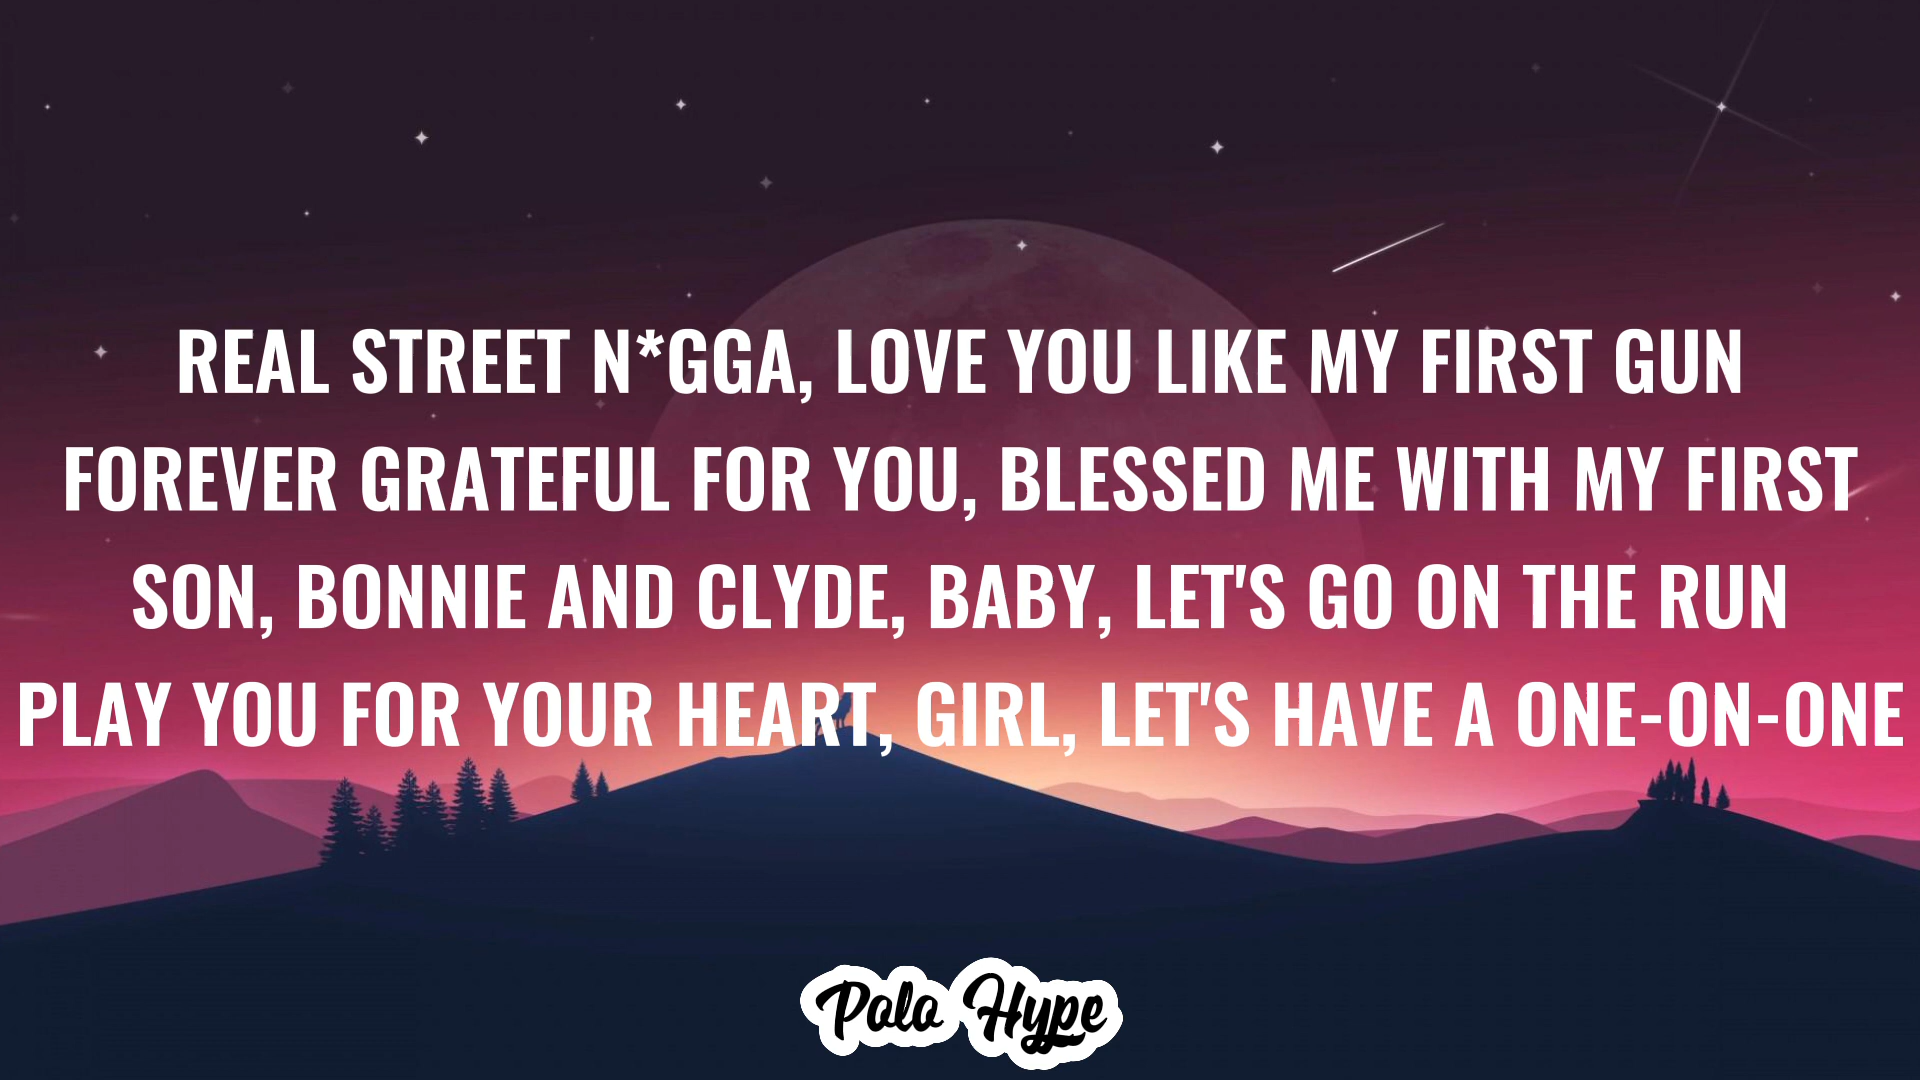 REAL STREET N*GGA, LOVE YOU LIKE MY FIRST GUN
FOREVER GRATEFUL FOR YOU, BLESSED ME WITH MY FIRST
SON, BONNIE AND CLYDE, BABY, LET'S GO ON THE RUN
PLAY YOU FOR YOUR HEART, GIRL, LET'S HAVE A ONE-ON-ONE
Polo Hype